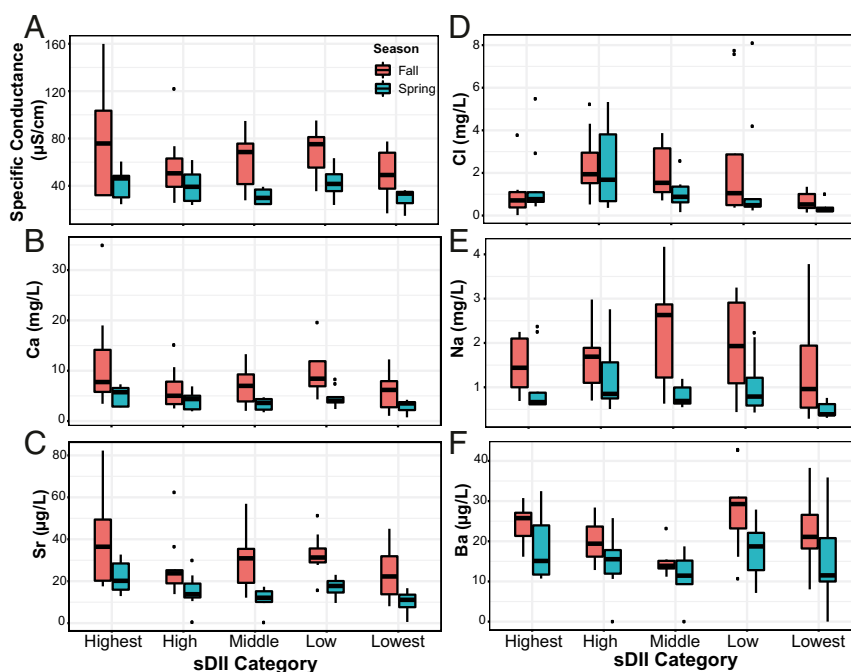 A
Specific Conductance
(µS/cm)
160
120
80
40
Season
Fall
Spring
B
Ca (mg/L)
30
20
10
0
C
Sr (µg/L)
80
60
40
20
0
Highest High Middle Low Lowest
sDII Category
D
Cl (mg/L)
8
6
4
2
0
E
Na (mg/L)
4
3
2
1
F
Ba (µg/L)
40
30
20
10
0
Highest High Middle Low Lowest
sDII Category